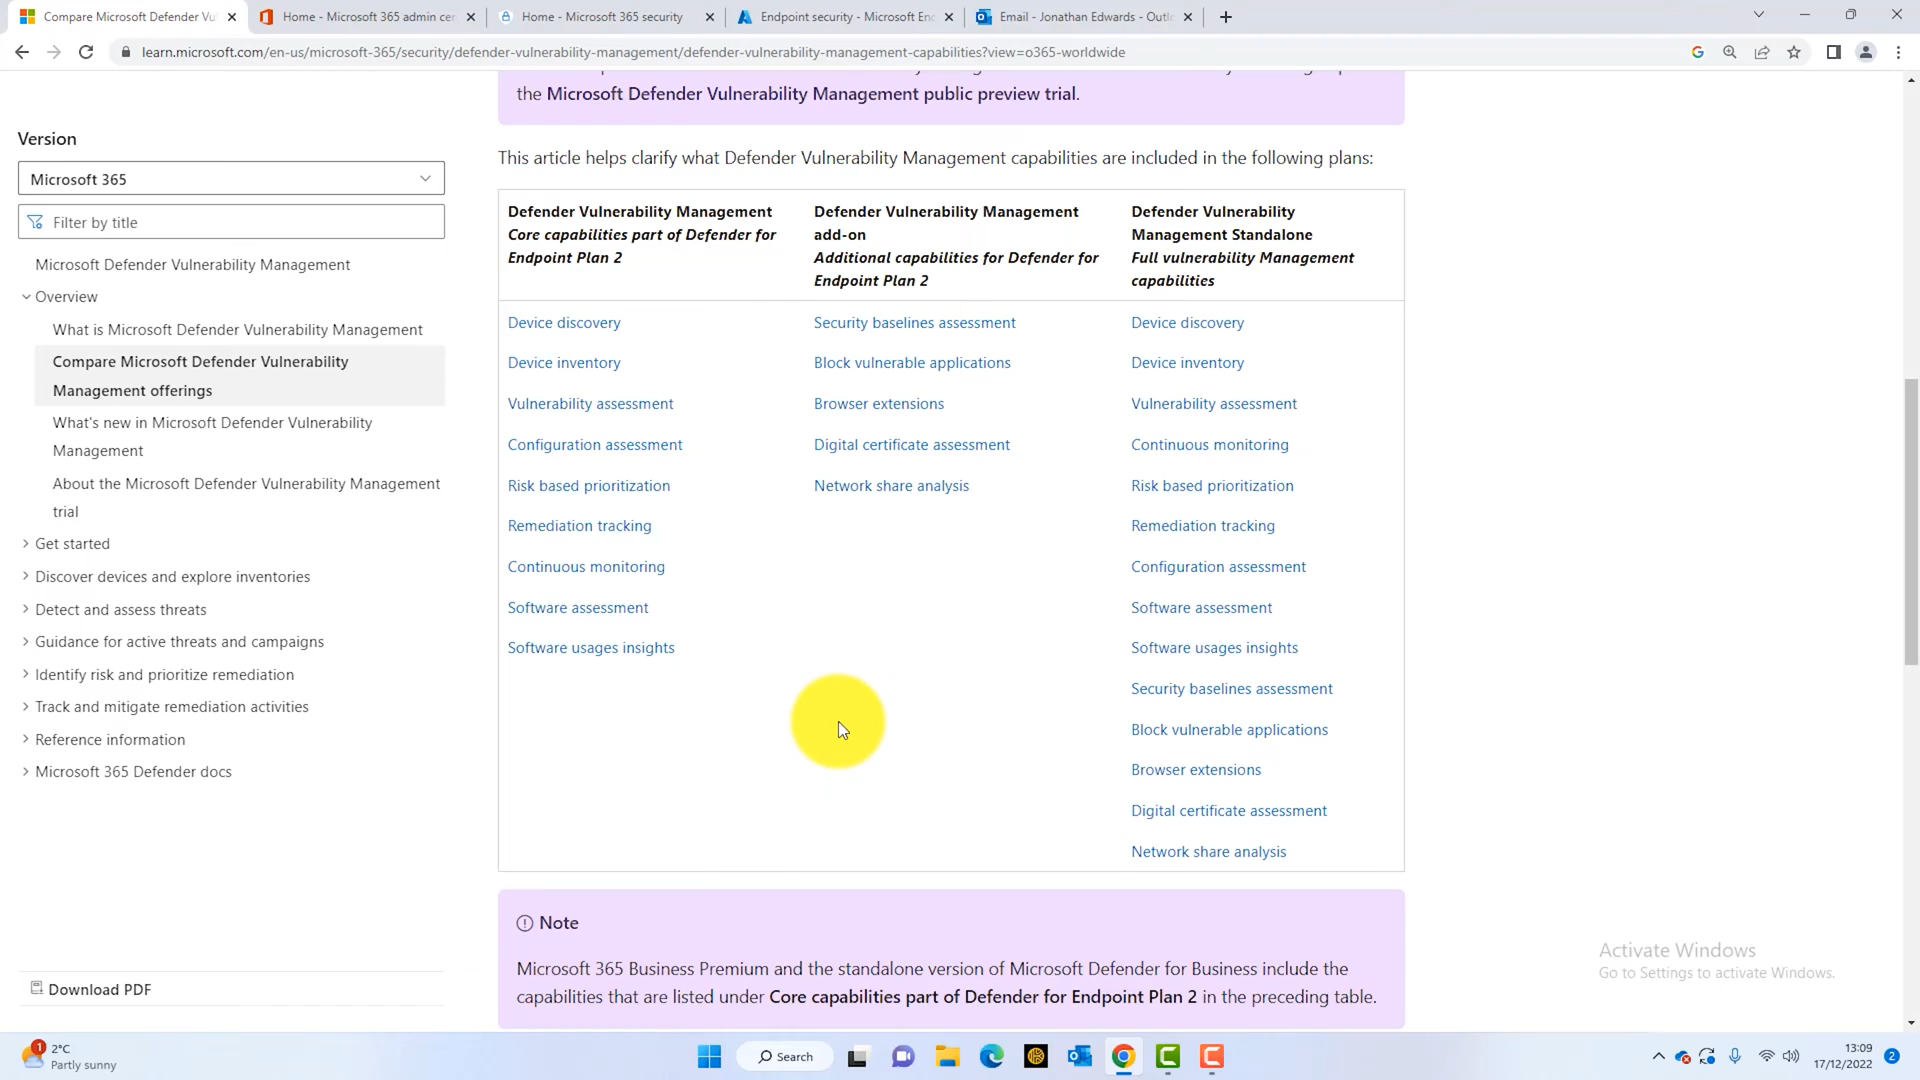 Compare Microsoft Defender Vu
Home - Microsoft 365 admin cen
Home - Microsoft 365 security
Endpoint security - Microsoft En
Email - Jonathan Edwards - Outl
learn.microsoft.com/en-us/microsoft-365/security/defender-vulnerability-management/defender-vulnerability-management-capabilities?view=o365-worldwide
the Microsoft Defender Vulnerability Management public preview trial.
Version
Microsoft 365
Filter by title
Microsoft Defender Vulnerability Management
Overview
What is Microsoft Defender Vulnerability Management
Compare Microsoft Defender Vulnerability
Management offerings
What's new in Microsoft Defender Vulnerability
Management
About the Microsoft Defender Vulnerability Management
trial
Get started
Discover devices and explore inventories
Detect and assess threats
Guidance for active threats and campaigns
Identify risk and prioritize remediation
Track and mitigate remediation activities
Reference information
Microsoft 365 Defender docs
Download PDF
This article helps clarify what Defender Vulnerability Management capabilities are included in the following plans:
Defender Vulnerability Management
Core capabilities part of Defender for
Endpoint Plan 2
Device discovery
Device inventory
Vulnerability assessment
Configuration assessment
Risk based prioritization
Remediation tracking
Continuous monitoring
Software assessment
Software usages insights
Defender Vulnerability Management
add-on
Additional capabilities for Defender for
Endpoint Plan 2
Security baselines assessment
Block vulnerable applications
Browser extensions
Digital certificate assessment
Network share analysis
Defender Vulnerability
Management Standalone
Full vulnerability Management
capabilities
Device discovery
Device inventory
Vulnerability assessment
Continuous monitoring
Risk based prioritization
Remediation tracking
Configuration assessment
Software assessment
Software usages insights
Security baselines assessment
Block vulnerable applications
Browser extensions
Digital certificate assessment
Network share analysis
Note
Microsoft 365 Business Premium and the standalone version of Microsoft Defender for Business include the
capabilities that are listed under Core capabilities part of Defender for Endpoint Plan 2 in the preceding table.
Activate Windows
Go to Settings to activate Windows.
1
2°C
Partly sunny
Search
13:09
17/12/2022
2